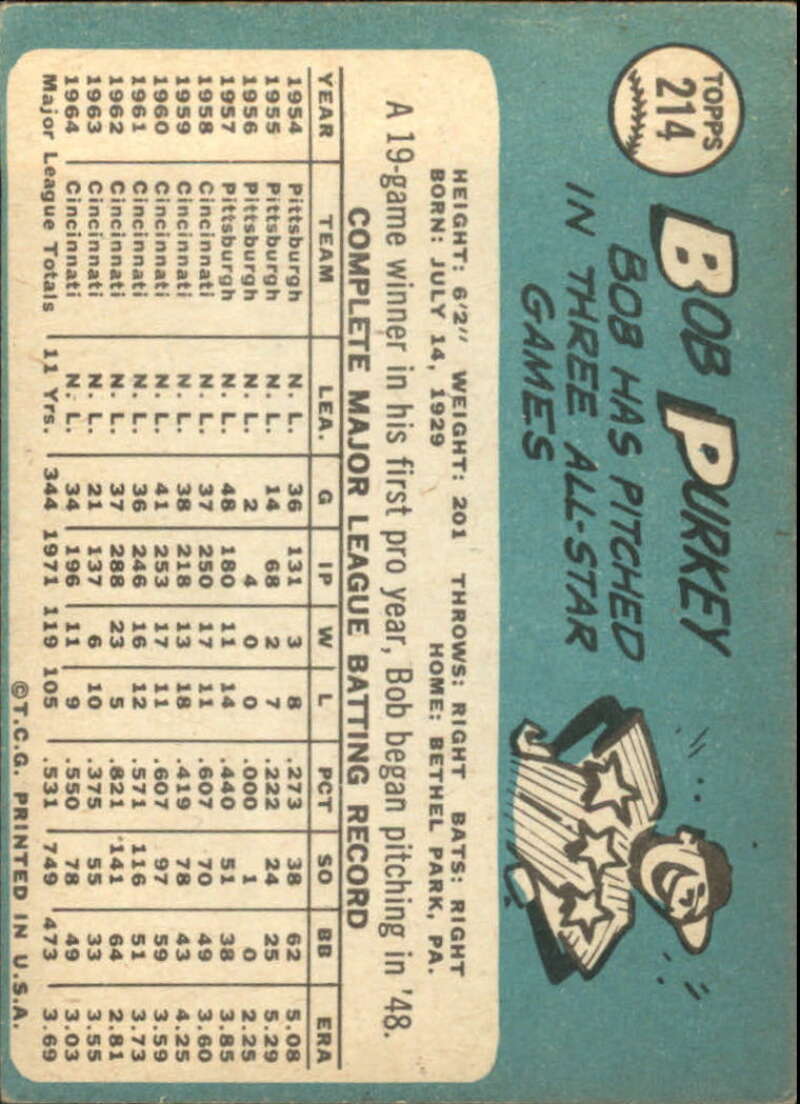 TOPPS
214
BOB PURKEY
BOB HAS PITCHED
IN THREE ALL-STAR
GAMES
HEIGHT: 6'2" WEIGHT: 201 THROWS: RIGHT BATS: RIGHT
BORN: JULY 14, 1929 HOME: BETHEL PARK, PA.
A 19-game winner in his first pro year, Bob began pitching in '48.
COMPLETE MAJOR LEAGUE BATTING RECORD
YEAR TEAM LEA. G IP W L PCT SO BB ERA
1954 Pittsburgh N. L. 36 131 3 8 .273 38 62 5.08
1955 Pittsburgh N. L. 14 68 2 7 .222 24 25 5.29
1956 Pittsburgh N. L. 2 4 0 0 .000 1 0 2.25
1957 Pittsburgh N. L. 48 180 11 14 .440 51 38 3.85
1958 Cincinnati N. L. 37 250 17 11 .607 70 49 3.60
1959 Cincinnati N. L. 38 218 13 18 .419 78 43 4.25
1960 Cincinnati N. L. 41 253 17 11 .607 97 59 3.59
1961 Cincinnati N. L. 36 246 16 12 .571 116 51 3.73
1962 Cincinnati N. L. 37 288 23 5 .821 141 64 2.81
1963 Cincinnati N. L. 21 137 6 10 .375 55 33 3.55
1964 Cincinnati N. L. 34 196 11 9 .550 78 49 3.03
Major League Totals 11 Yrs. 344 1971 119 105 .531 749 473 3.69
©T.C.G. PRINTED IN U.S.A.